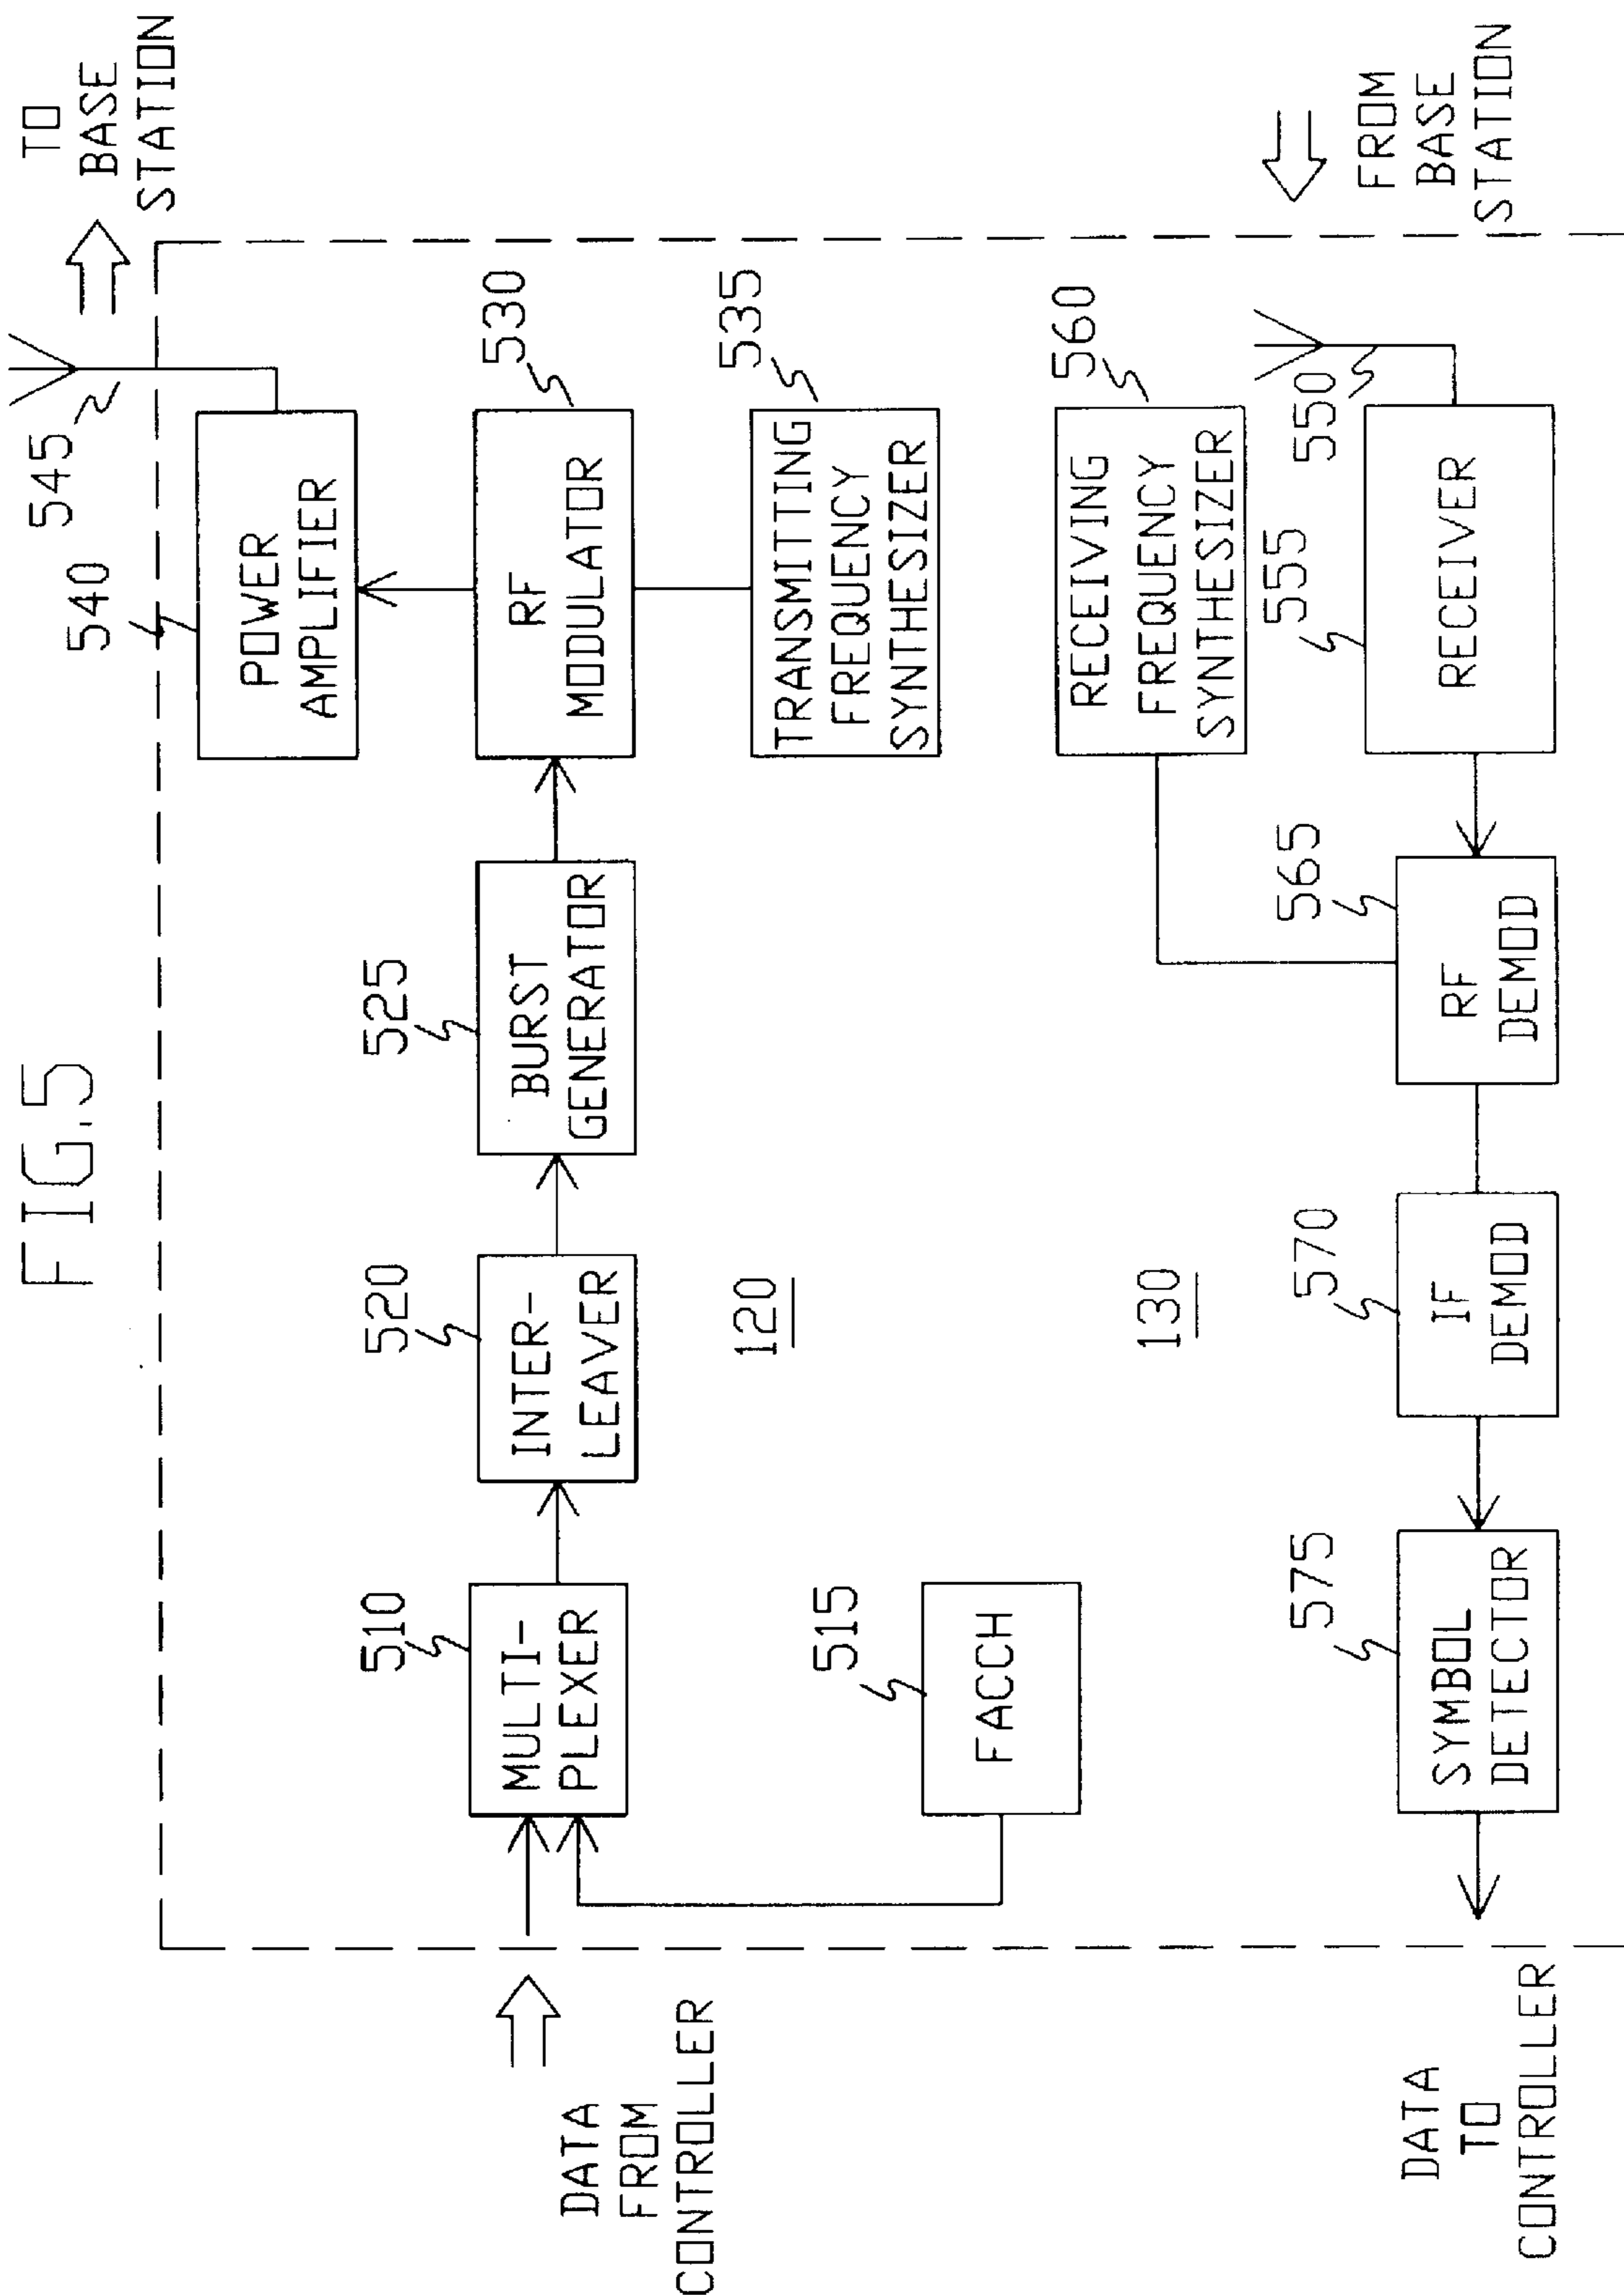 FIG.5
TO
BASE
STATION
545
540
POWER
AMPLIFIER
510
MULTI-
PLEXER
520
INTER-
LEAVER
525
BURST
GENERATOR
530
RF
MODULATOR
DATA
FROM
CONTROLLER
515
FACCH
120
535
TRANSMITTING
FREQUENCY
SYNTHESIZER
130
560
RECEIVING
FREQUENCY
SYNTHESIZER
550
FROM
BASE
STATION
575
SYMBOL
DETECTOR
570
IF
DEMOD
565
RF
DEMOD
555
RECEIVER
DATA
TO
CONTROLLER